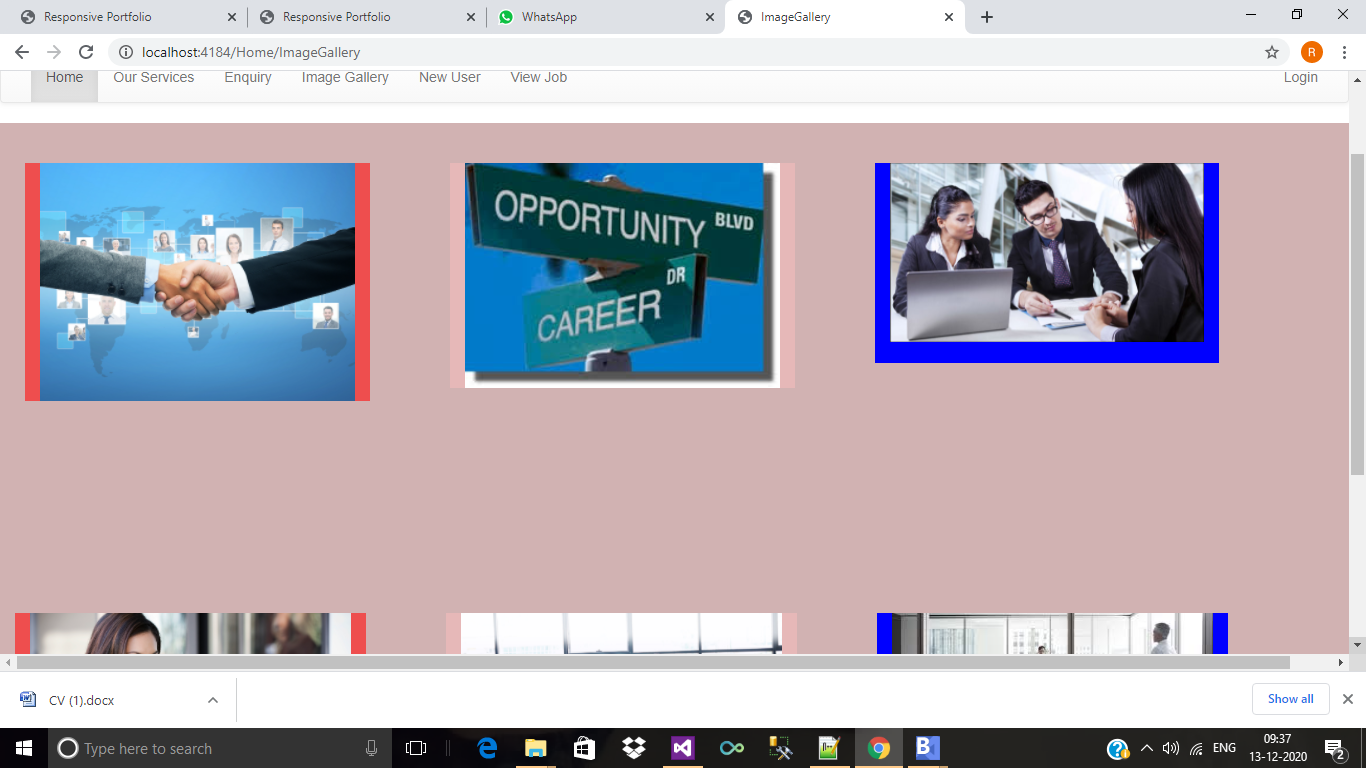 Responsive Portfolio
Responsive Portfolio
WhatsApp
ImageGallery
localhost:4184/Home/ImageGallery
R
Home
Our Services
Enquiry
Image Gallery
New User
View Job
Login
OPPORTUNITY BLVD
CAREER DR
CV (1).docx
Show all
Type here to search
ENG
09:37
13-12-2020
2